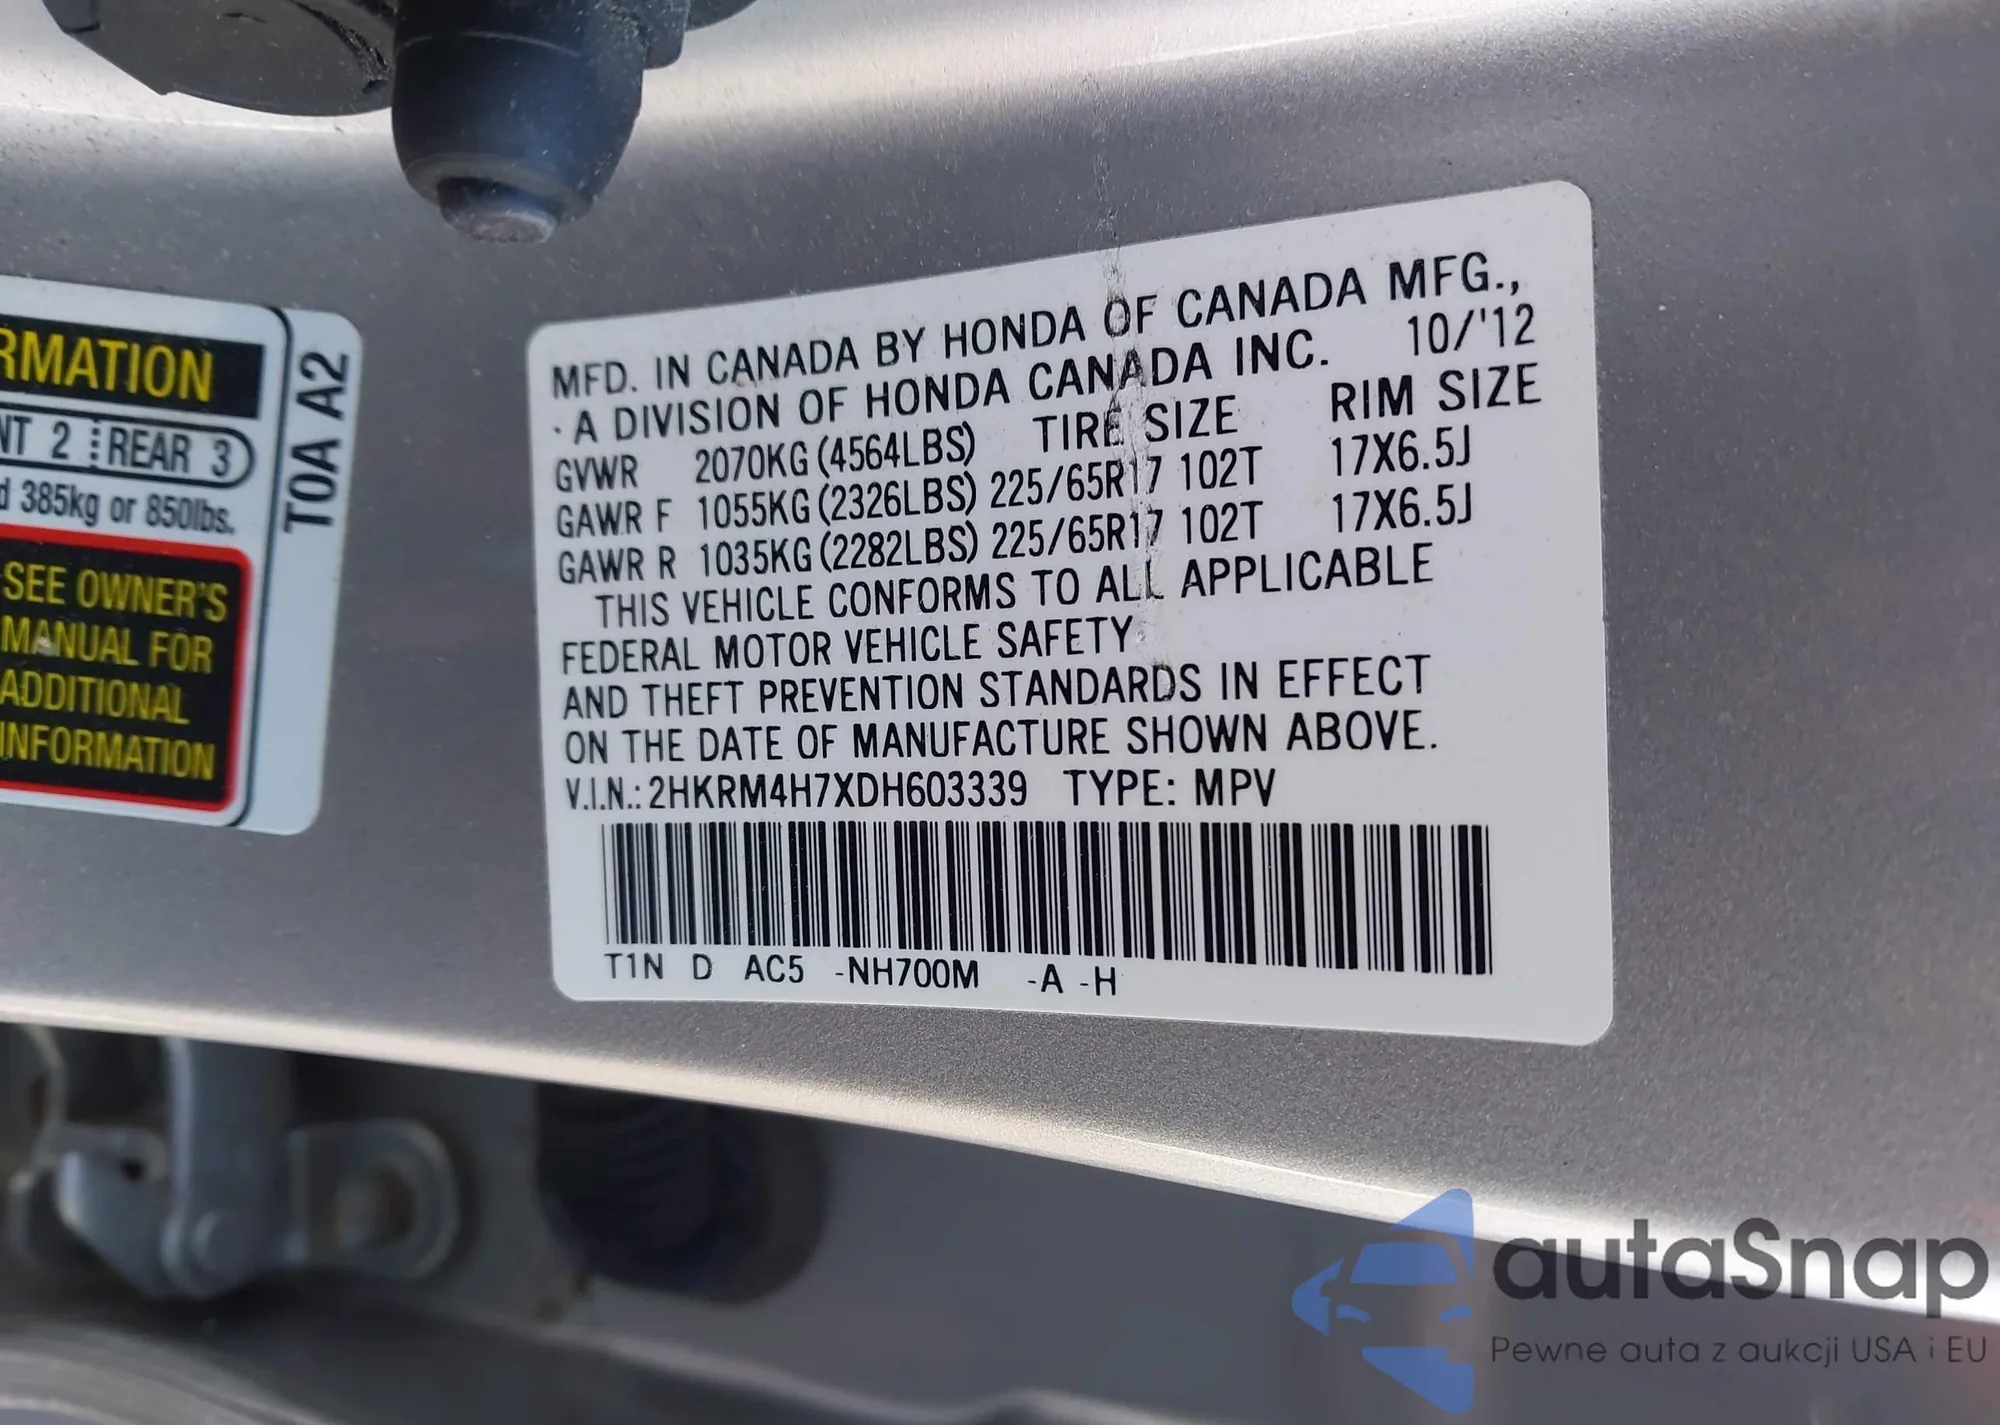 RMATION
NT 2 REAR 3
d 385kg or 850lbs.
SEE OWNER'S
MANUAL FOR
ADDITIONAL
INFORMATION
T0A A2
MFD. IN CANADA BY HONDA OF CANADA MFG.,
· A DIVISION OF HONDA CANADA INC. 10/'12
GVWR 2070KG (4564LBS) TIRE SIZE RIM SIZE
GAWR F 1055KG (2326LBS) 225/65R17 102T 17X6.5J
GAWR R 1035KG (2282LBS) 225/65R17 102T 17X6.5J
THIS VEHICLE CONFORMS TO ALL APPLICABLE
FEDERAL MOTOR VEHICLE SAFETY
AND THEFT PREVENTION STANDARDS IN EFFECT
ON THE DATE OF MANUFACTURE SHOWN ABOVE.
V.I.N.: 2HKRM4H7XDH603339 TYPE: MPV
T1N D AC5 -NH700M -A -H
autaSnap
Pewne auta z aukcji USA i EU